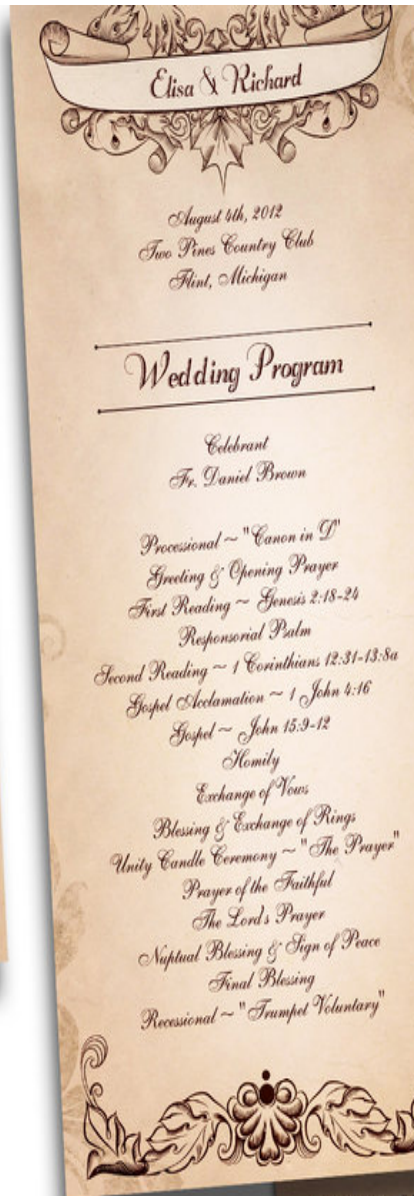 Elisa & Richard
August 4th, 2012
Two Pines Country Club
Flint, Michigan
Wedding Program
Celebrant
Fr. Daniel Brown
Processional ~ "Canon in D"
Greeting & Opening Prayer
First Reading ~ Genesis 2:18-24
Responsorial Psalm
Second Reading ~ 1 Corinthians 12:31-13:8a
Gospel Acclamation ~ 1 John 4:16
Gospel ~ John 15:9-12
Homily
Exchange of Vows
Blessing & Exchange of Rings
Unity Candle Ceremony ~ "The Prayer"
Prayer of the Faithful
The Lord's Prayer
Nuptual Blessing & Sign of Peace
Final Blessing
Recessional ~ "Trumpet Voluntary"